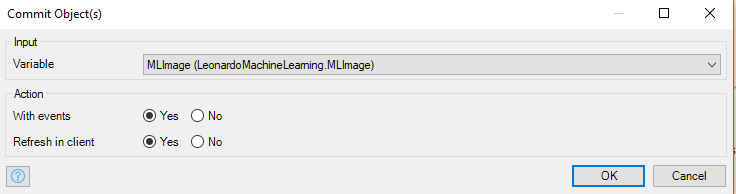 Commit Object(s)
Input
Variable MLImage (LeonardoMachineLearning.MLImage)
Action
With events Yes No
Refresh in client Yes No
? OK Cancel